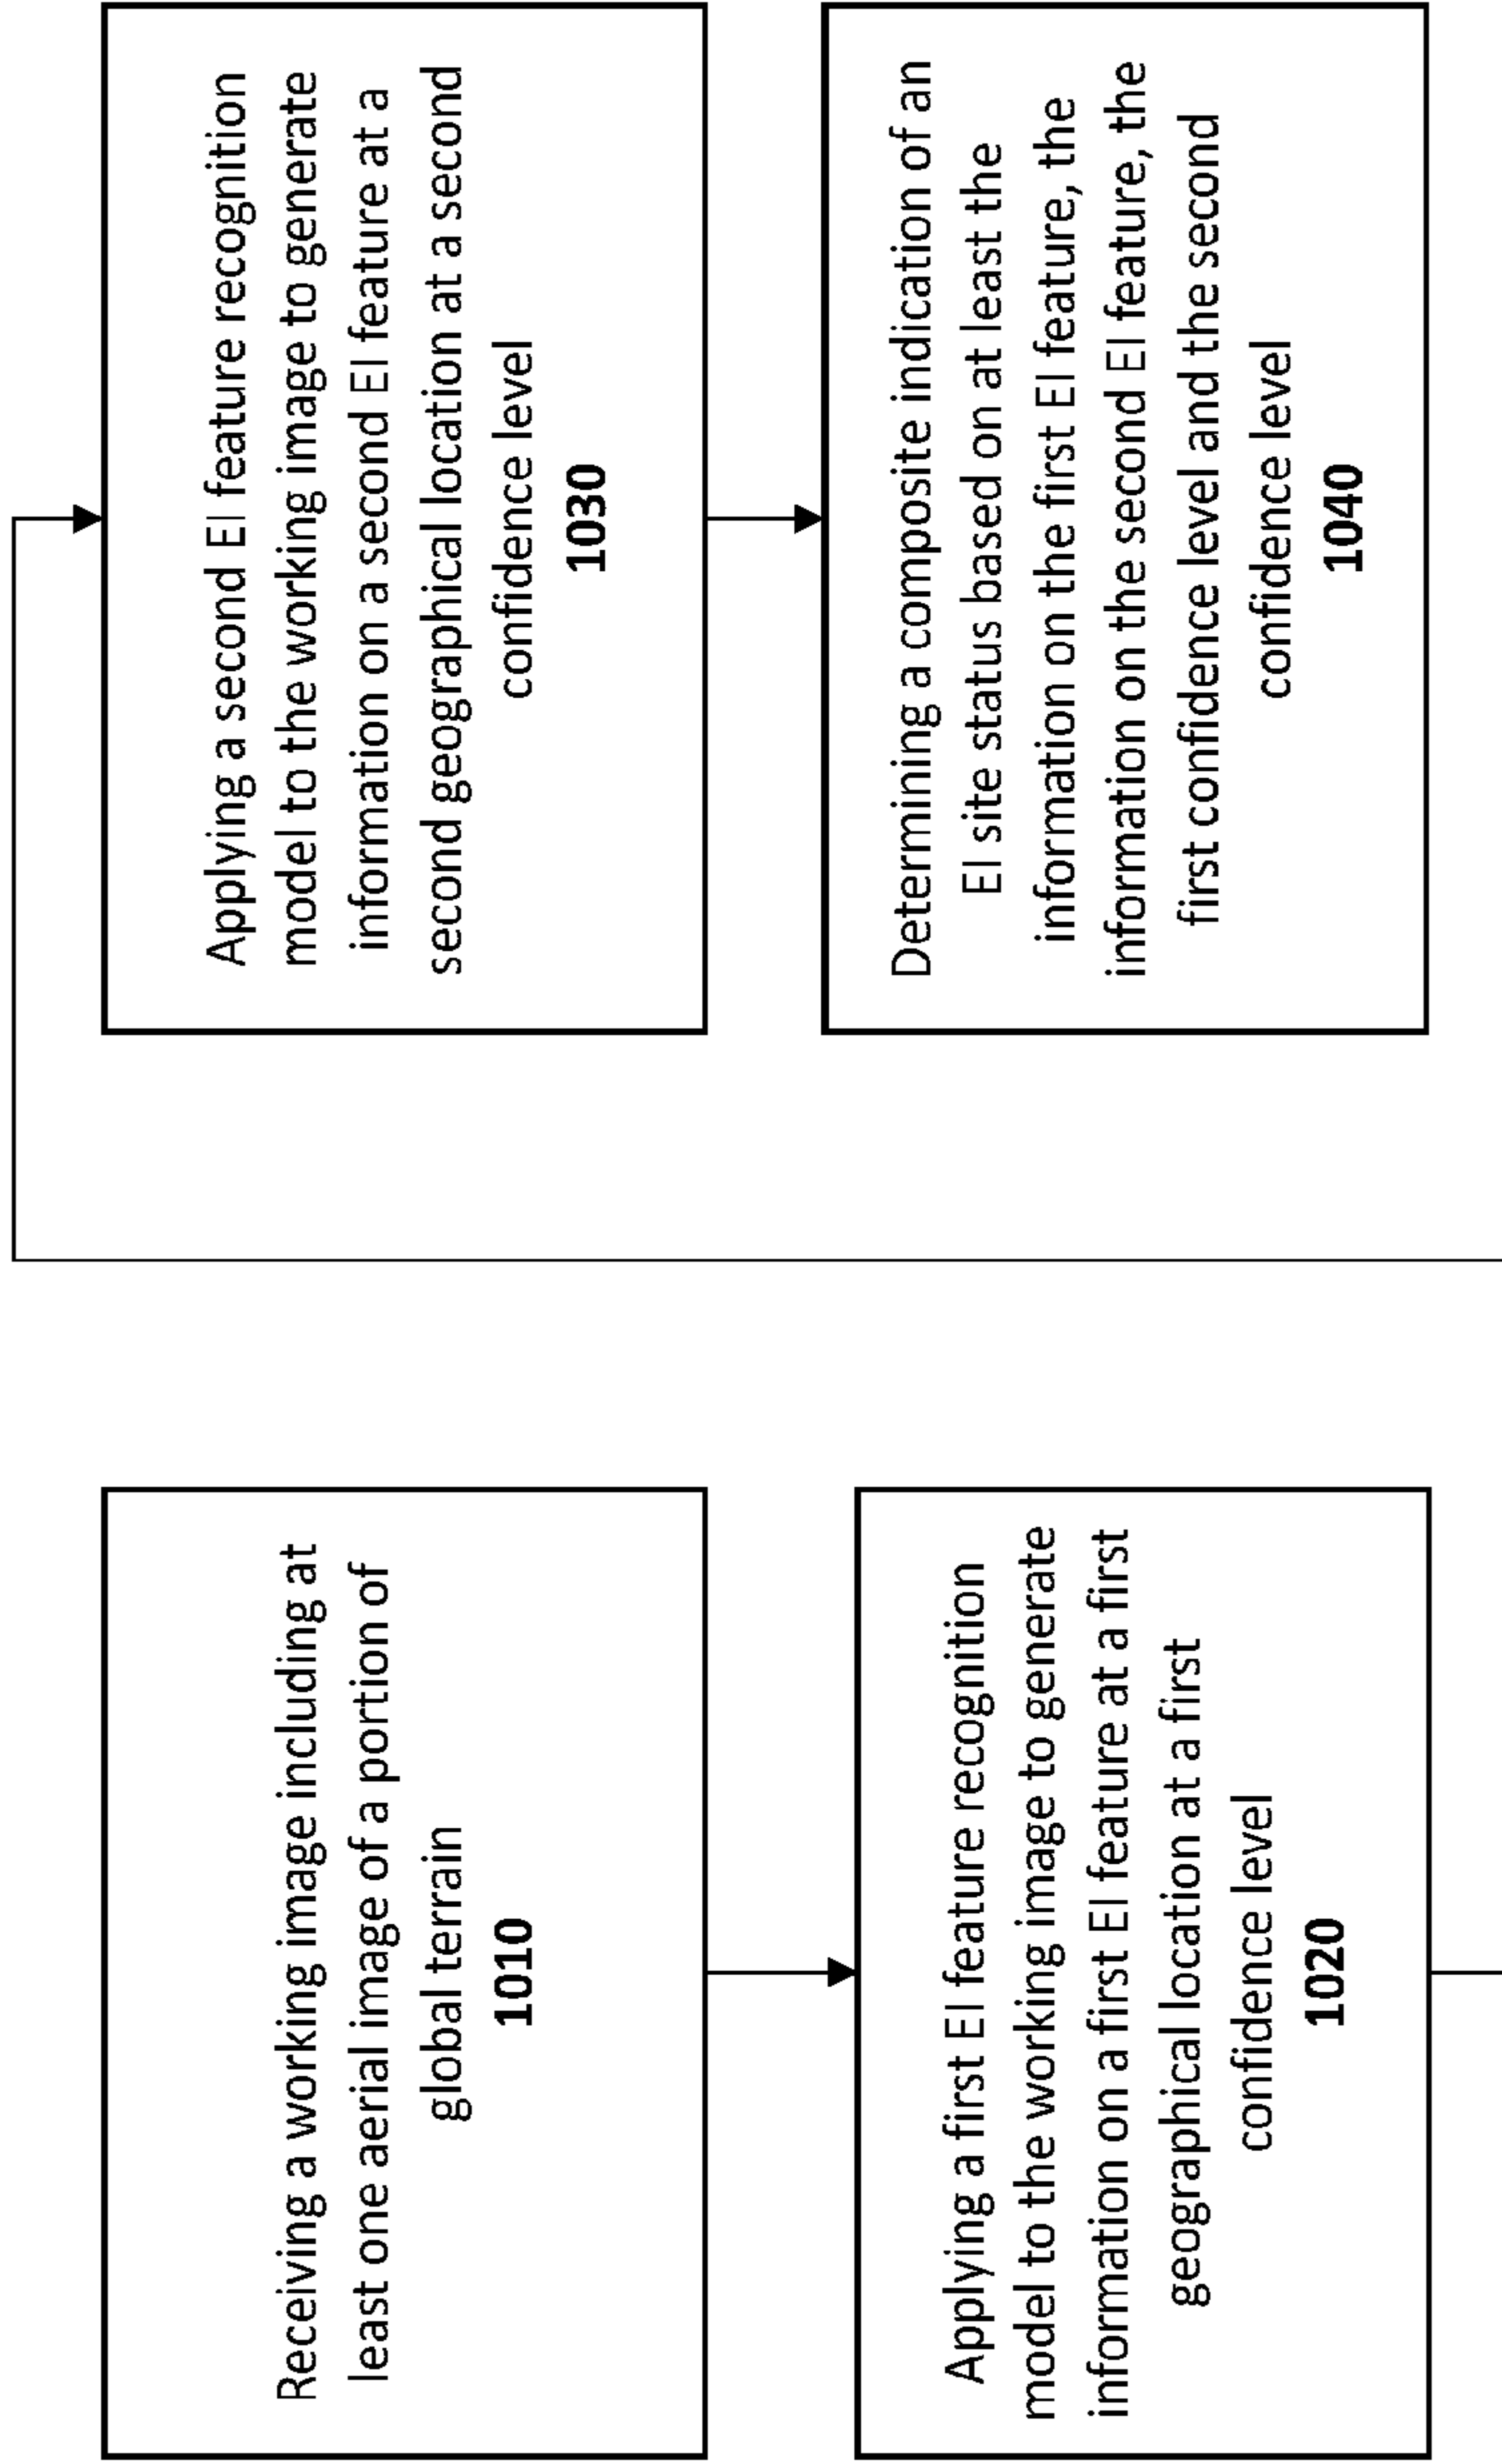 Receiving a working image including at
least one aerial image of a portion of
global terrain
1010
Applying a first EI feature recognition
model to the working image to generate
information on a first EI feature at a first
geographical location at a first
confidence level
1020
Applying a second EI feature recognition
model to the working image to generate
information on a second EI feature at a
second geographical location at a second
confidence level
1030
Determining a composite indication of an
EI site status based on at least the
information on the first EI feature, the
information on the second EI feature, the
first confidence level and the second
confidence level
1040